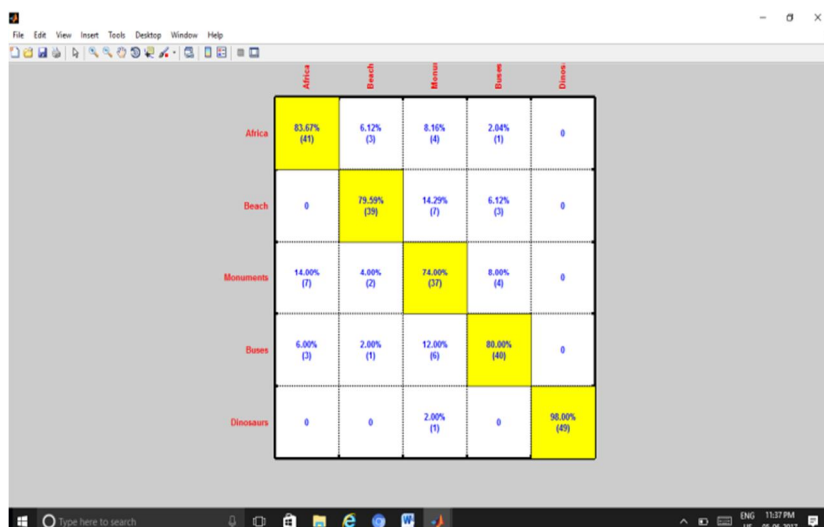 File Edit View Insert Tools Desktop Window Help
Africa Beach Buses
Africa 83.67% 6.12% 8.16% 2.04% 0
(41) (3) (4) (1)
Beach 0 79.59% 14.29% 6.12% 0
(39) (7) (3)
Monuments 14.00% 4.00% 74.00% 8.00% 0
(7) (2) (37) (4)
Buses 6.00% 2.00% 12.00% 80.00% 0
(3) (1) (6) (40)
Dinosaurs 0 0 2.00% 0 98.00%
(1) (49)
Type here to search
ENG 11:37 PM